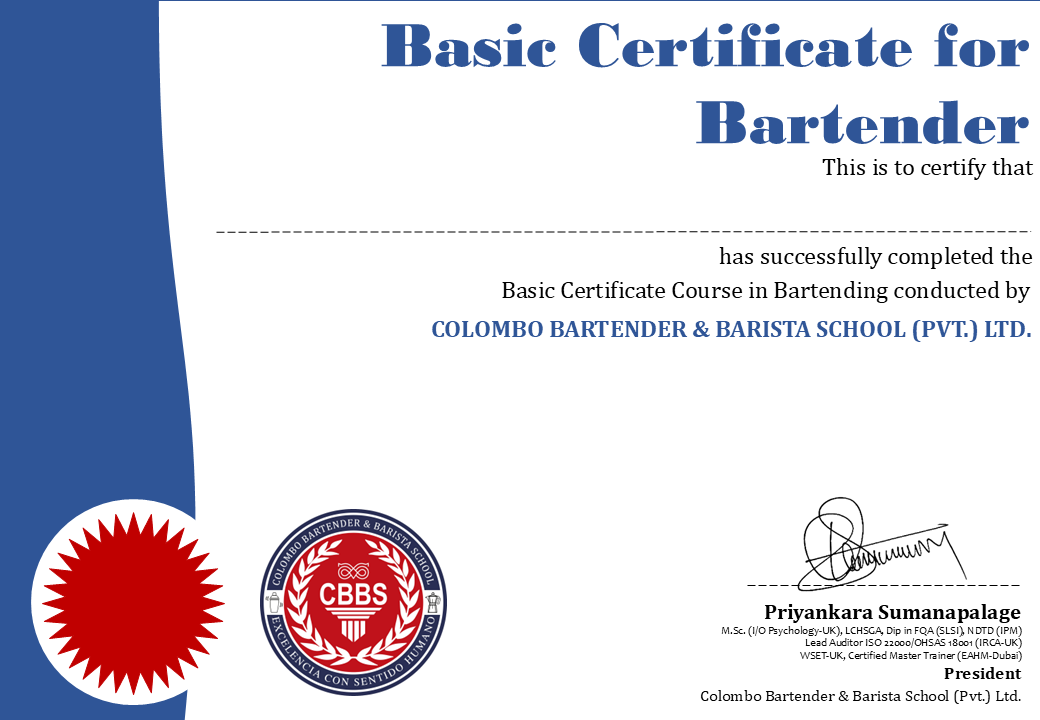 Basic Certificate for
Bartender
This is to certify that
has successfully completed the
Basic Certificate Course in Bartending conducted by
COLOMBO BARTENDER & BARISTA SCHOOL (PVT.) LTD.
COLOMBO BARTENDER & BARISTA SCHOOL
CBBS
EXCELENCIA CON SENTIDO HUMANO
Priyankara Sumanapalage
M.Sc. (I/O Psychology-UK), LCHSGA, Dip in FQA (SLSI), NDTD (IPM)
Lead Auditor ISO 22000/OHSAS 18001 (IRCA-UK)
WSET-UK, Certified Master Trainer (EAHM-Dubai)
President
Colombo Bartender & Barista School (Pvt.) Ltd.